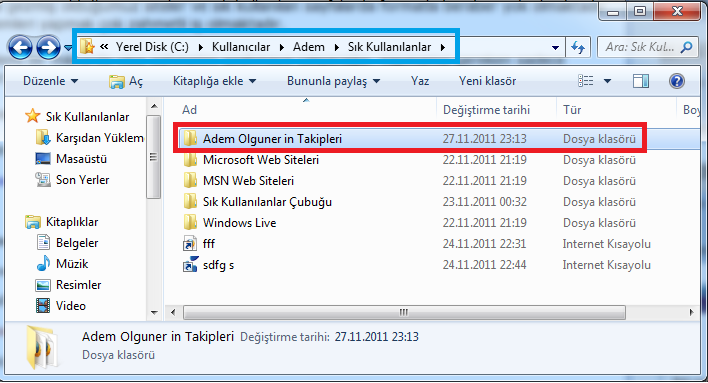 « Yerel Disk (C:) ▸ Kullanıcılar ▸ Adem ▸ Sık Kullanılanlar ▸
Ara: Sık Kul...
Düzenle Aç Kitaplığa ekle Bununla paylaş Yaz Yeni klasör
Sık Kullanılanlar
Karşıdan Yüklem
Masaüstü
Son Yerler
Kitaplıklar
Belgeler
Müzik
Resimler
Video
Ad Değiştirme tarihi Tür Boy
Adem Olguner in Takipleri 27.11.2011 23:13 Dosya klasörü
Microsoft Web Siteleri 22.11.2011 21:19 Dosya klasörü
MSN Web Siteleri 22.11.2011 21:19 Dosya klasörü
Sık Kullanılanlar Çubuğu 23.11.2011 00:32 Dosya klasörü
Windows Live 22.11.2011 21:19 Dosya klasörü
fff 24.11.2011 22:31 Internet Kısayolu
sdfg s 24.11.2011 22:44 Internet Kısayolu
Adem Olguner in Takipleri Değiştirme tarihi: 27.11.2011 23:13
Dosya klasörü